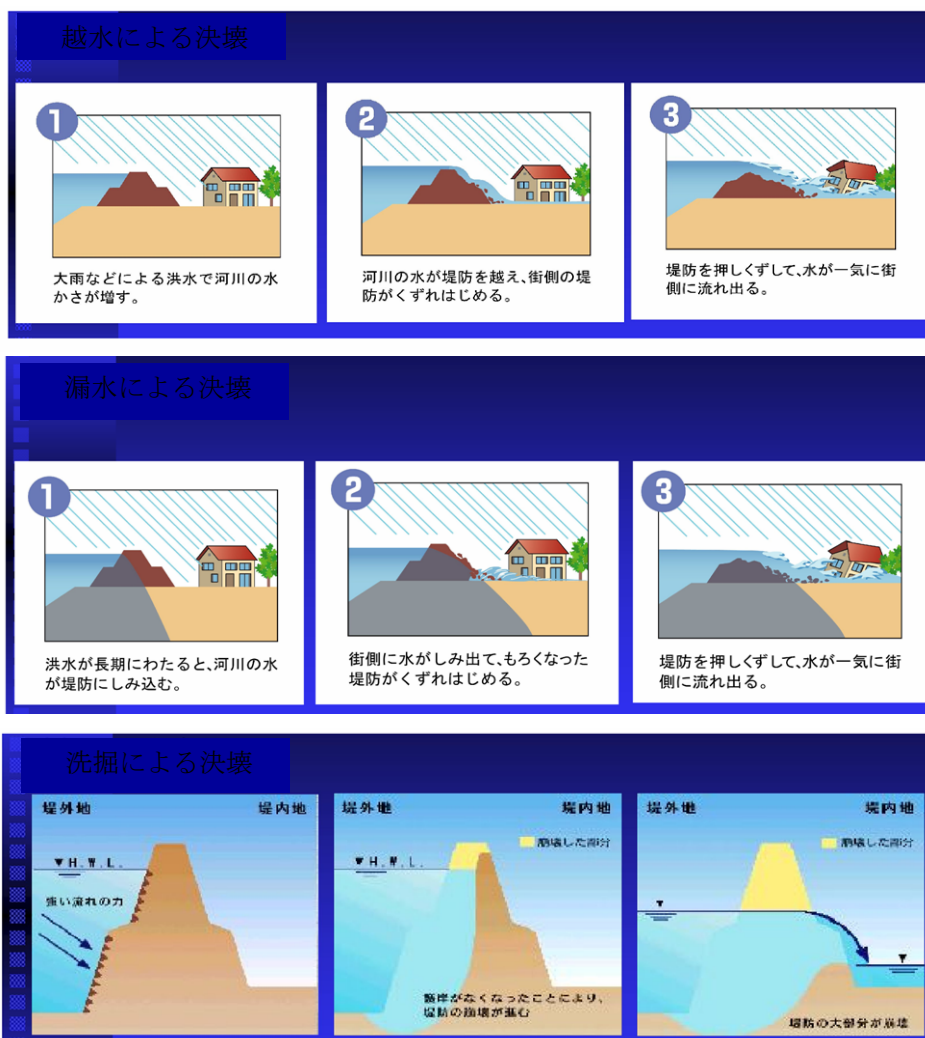 越水による決壊
1
2
3
大雨などによる洪水で河川の水
かさが増す。
河川の水が堤防を越え、街側の堤
防がくずれはじめる。
堤防を押しくずして、水が一気に街
側に流れ出る。
漏水による決壊
1
2
3
洪水が長期にわたると、河川の水
が堤防にしみ込む。
街側に水がしみ出て、もろくなった
堤防がくずれはじめる。
堤防を押しくずして、水が一気に街
側に流れ出る。
洗掘による決壊
堤外地
堤内地
▼H.W.L.
強い流れの力
堤外地
堤内地
崩壊した部分
▼H.W.L.
護岸がなくなったことにより、
堤防の崩壊が進む
堤外地
堤内地
崩壊した部分
堤防の大部分が崩壊